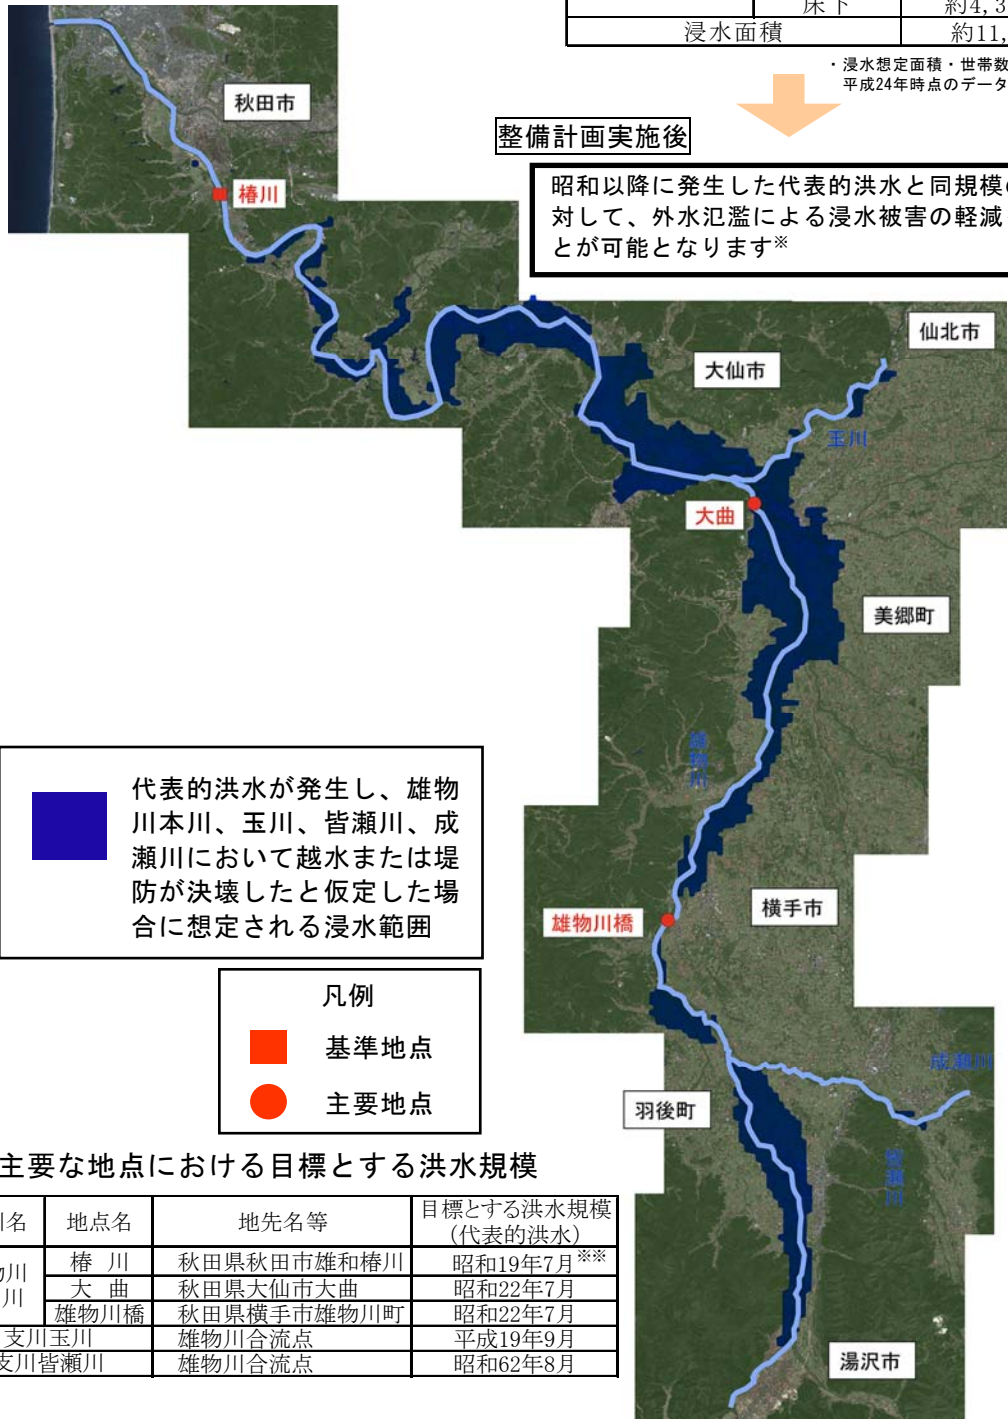 床下 約4,3
浸水面積 約11,
・浸水想定面積・世帯数
平成24年時点のデータ
整備計画実施後
昭和以降に発生した代表的洪水と同規模の
対して、外水氾濫による浸水被害の軽減
とが可能となります※
秋田市
椿川
仙北市
大仙市
玉川
大曲
美郷町
雄物川
代表的洪水が発生し、雄物
川本川、玉川、皆瀬川、成
瀬川において越水または堤
防が決壊したと仮定した場
合に想定される浸水範囲
横手市
雄物川橋
凡例
基準地点
主要地点
成瀬川
羽後町
皆瀬川
湯沢市
主要な地点における目標とする洪水規模
川名 地点名 地先名等 目標とする洪水規模
(代表的洪水)
物川
川
椿川 秋田県秋田市雄和椿川 昭和19年7月※※
大曲 秋田県大仙市大曲 昭和22年7月
雄物川橋 秋田県横手市雄物川町 昭和22年7月
支川玉川 雄物川合流点 平成19年9月
支川皆瀬川 雄物川合流点 昭和62年8月